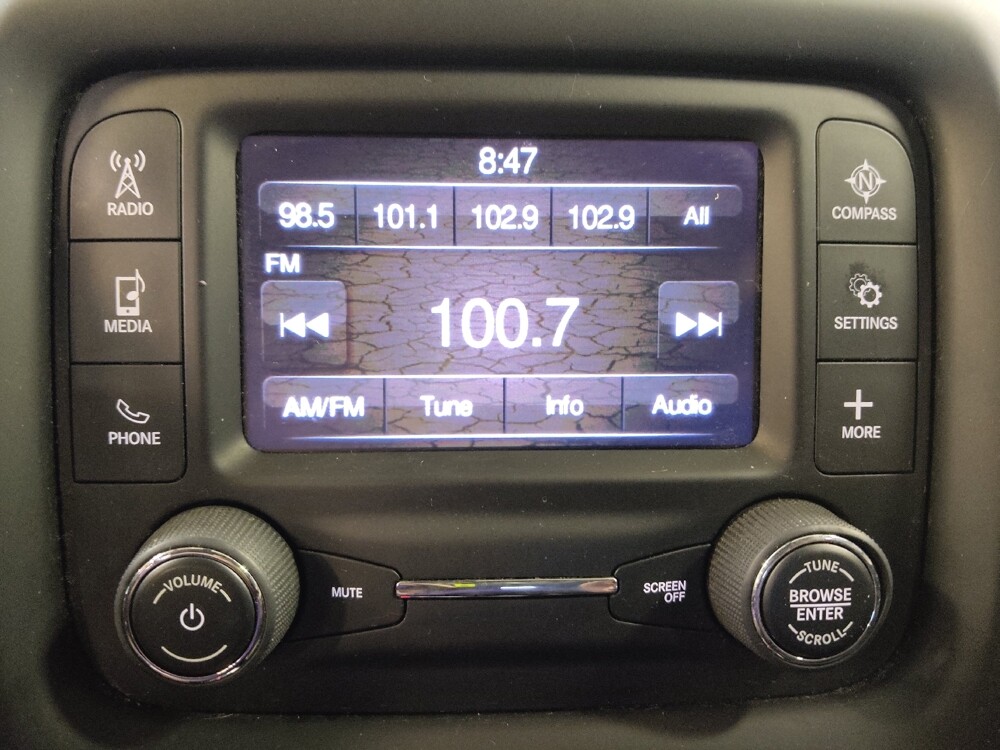 8:47
98.5 101.1 102.9 102.9 All
FM
100.7
AM/FM Tune Info Audio
RADIO
MEDIA
PHONE
N
COMPASS
SETTINGS
MORE
VOLUME
MUTE
SCREEN
OFF
TUNE
BROWSE
ENTER
SCROLL